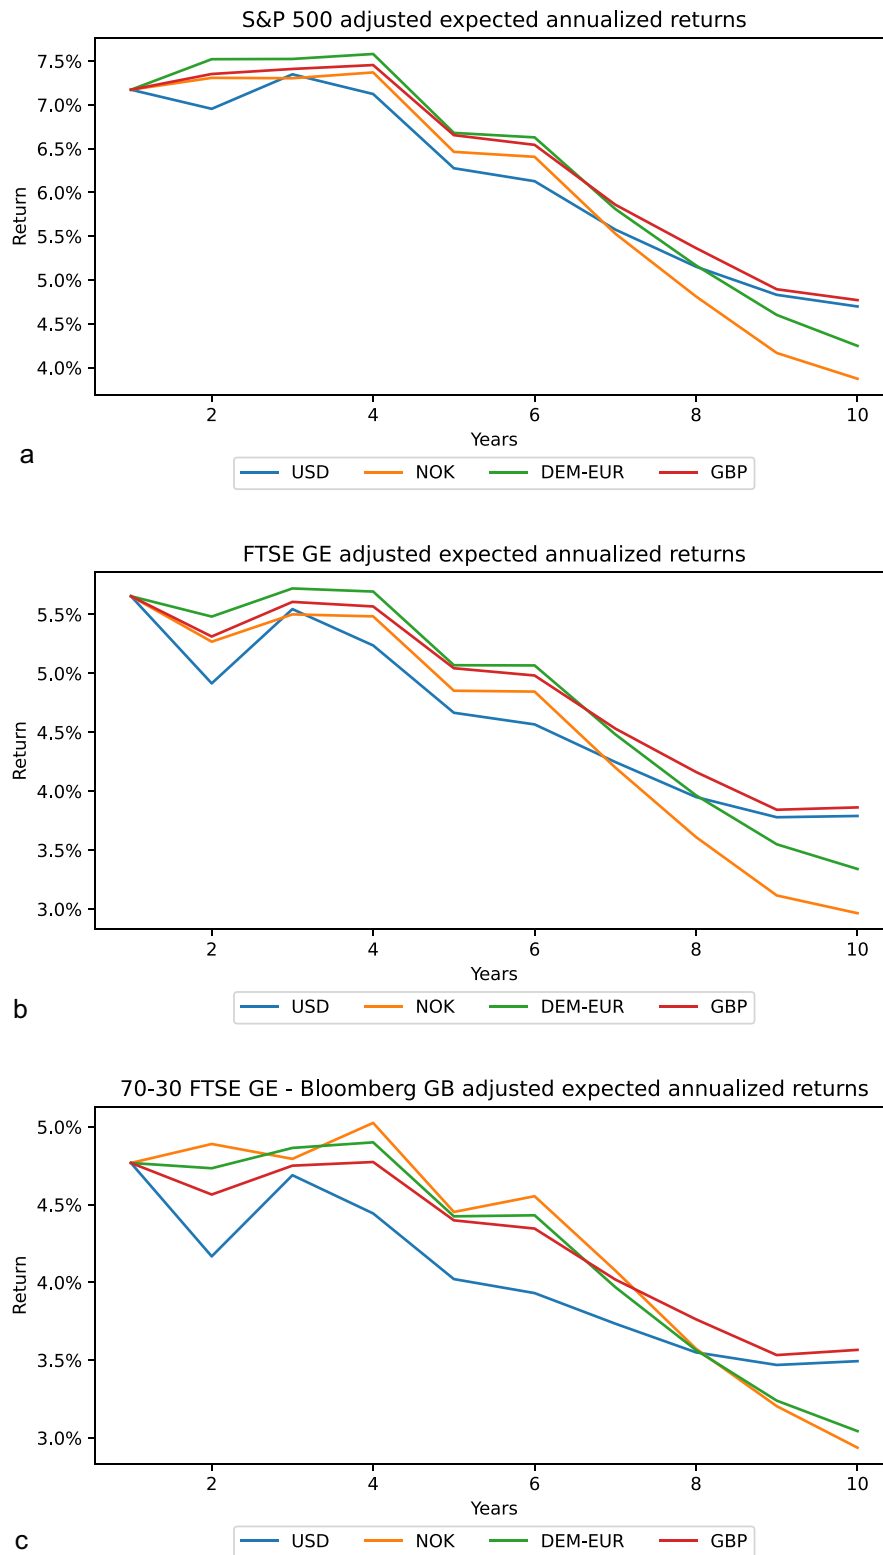 S&P 500 adjusted expected annualized returns
7.5%
7.0%
6.5%
6.0%
5.5%
5.0%
4.5%
4.0%
Return
2 4 6 8 10
Years
a
USD NOK DEM-EUR GBP
FTSE GE adjusted expected annualized returns
5.5%
5.0%
4.5%
4.0%
3.5%
3.0%
Return
2 4 6 8 10
Years
b
USD NOK DEM-EUR GBP
70-30 FTSE GE - Bloomberg GB adjusted expected annualized returns
5.0%
4.5%
4.0%
3.5%
3.0%
Return
2 4 6 8 10
Years
c
USD NOK DEM-EUR GBP